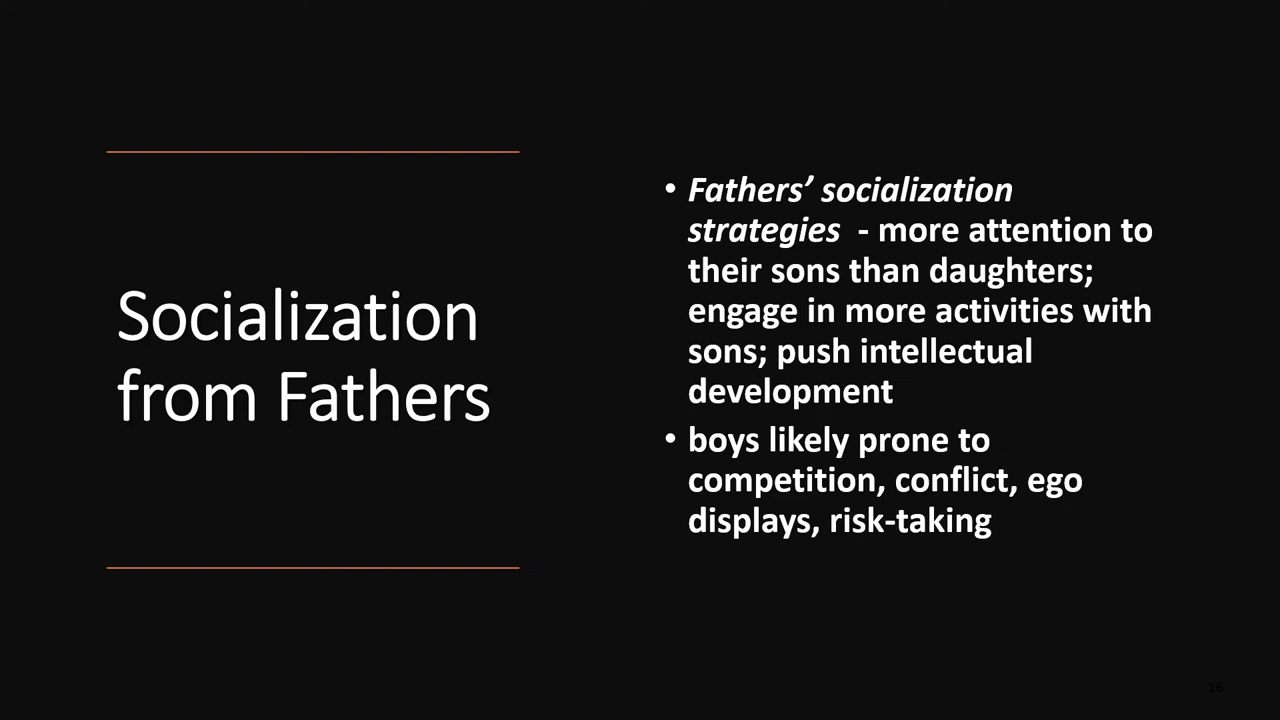 Socialization
from Fathers
• Fathers’ socialization
strategies  - more attention to
their sons than daughters;
engage in more activities with
sons; push intellectual
development
• boys likely prone to
competition, conflict, ego
displays, risk-taking
16